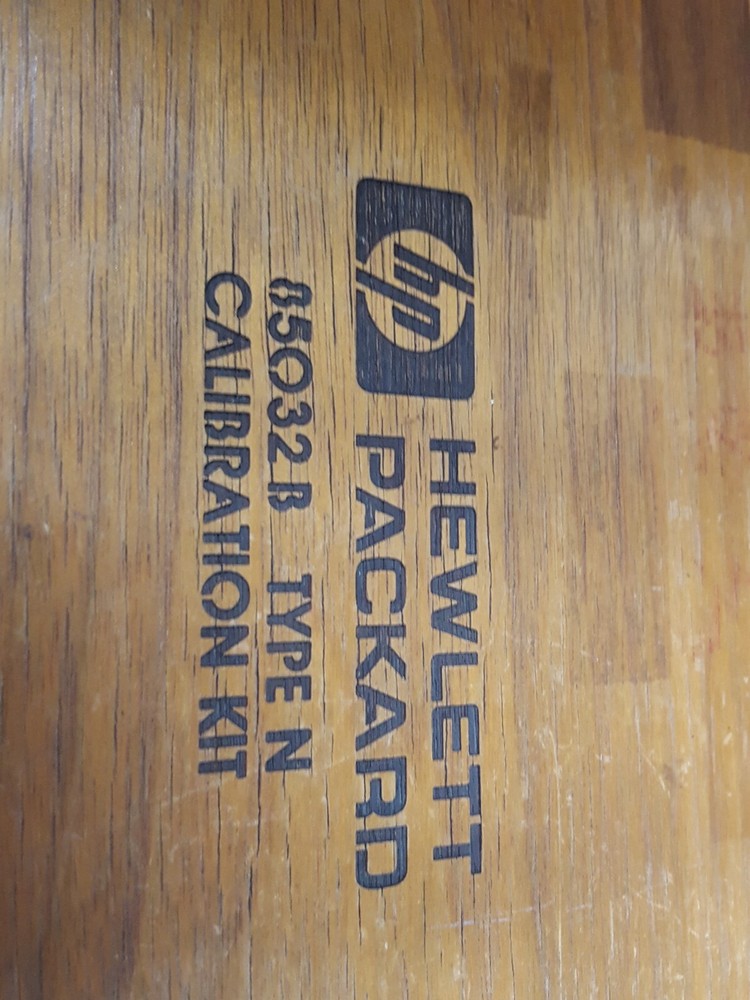 hp
HEWLETT
PACKARD
85032B TYPE N
CALIBRATION KIT